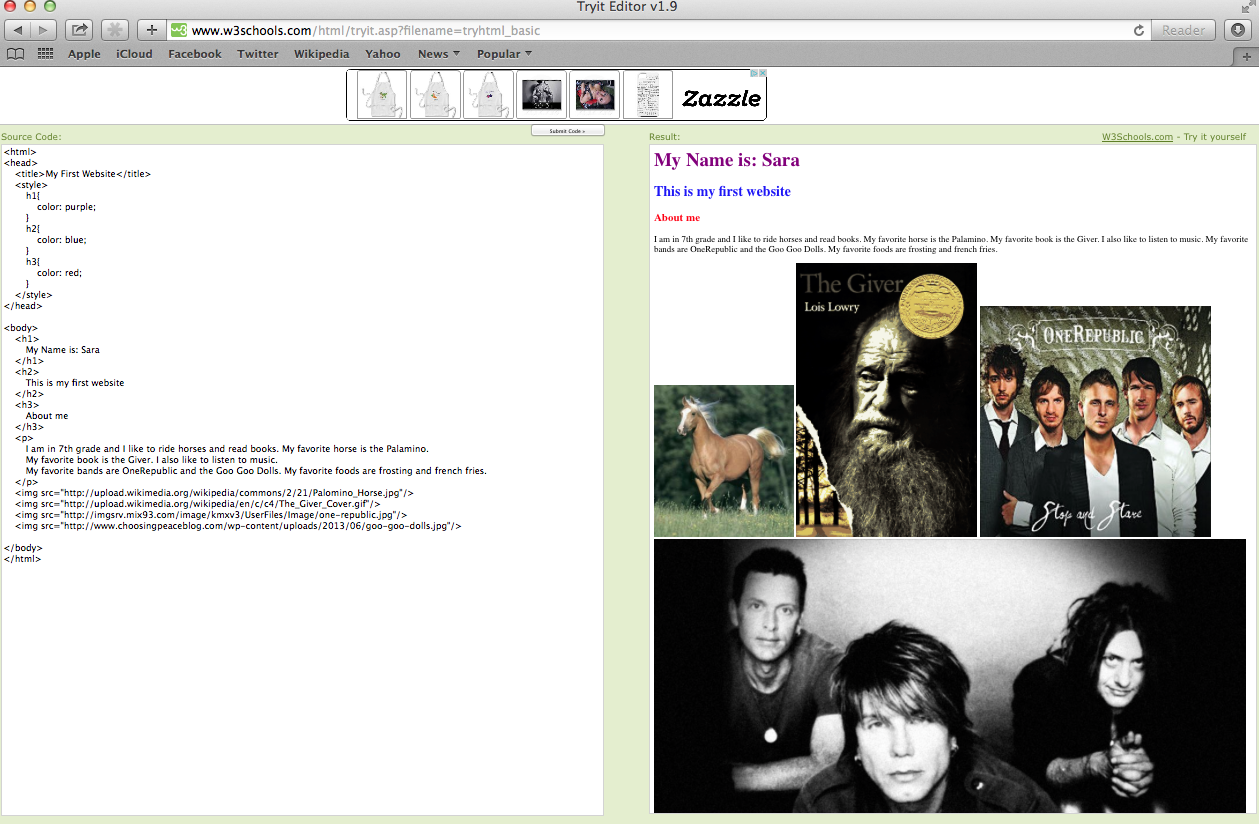 Tryit Editor v1.9
www.w3schools.com/html/tryit.asp?filename=tryhtml_basic
Reader
Apple iCloud Facebook Twitter Wikipedia Yahoo News Popular
Zazzle
Source Code:
Submit Code »
<html>
<head>
<title>My First Website</title>
<style>
h1{
color: purple;
}
h2{
color: blue;
}
h3{
color: red;
}
</style>
</head>
<body>
<h1>
My Name is: Sara
</h1>
<h2>
This is my first website
</h2>
<h3>
About me
</h3>
<p>
I am in 7th grade and I like to ride horses and read books. My favorite horse is the Palamino.
My favorite book is the Giver. I also like to listen to music.
My favorite bands are OneRepublic and the Goo Goo Dolls. My favorite foods are frosting and french fries.
</p>
<img src="http://upload.wikimedia.org/wikipedia/commons/2/21/Palomino_Horse.jpg"/>
<img src="http://upload.wikimedia.org/wikipedia/en/c/c4/The_Giver_Cover.gif"/>
<img src="http://imgsrv.mix93.com/image/kmxv3/UserFiles/Image/one-republic.jpg"/>
<img src="http://www.choosingpeaceblog.com/wp-content/uploads/2013/06/goo-goo-dolls.jpg"/>
</body>
</html>
Result:
W3Schools.com - Try it yourself
My Name is: Sara
This is my first website
About me
I am in 7th grade and I like to ride horses and read books. My favorite horse is the Palamino. My favorite book is the Giver. I also like to listen to music. My favorite
bands are OneRepublic and the Goo Goo Dolls. My favorite foods are frosting and french fries.
The Giver
Lois Lowry
ONEREPUBLIC
Stop and Stare